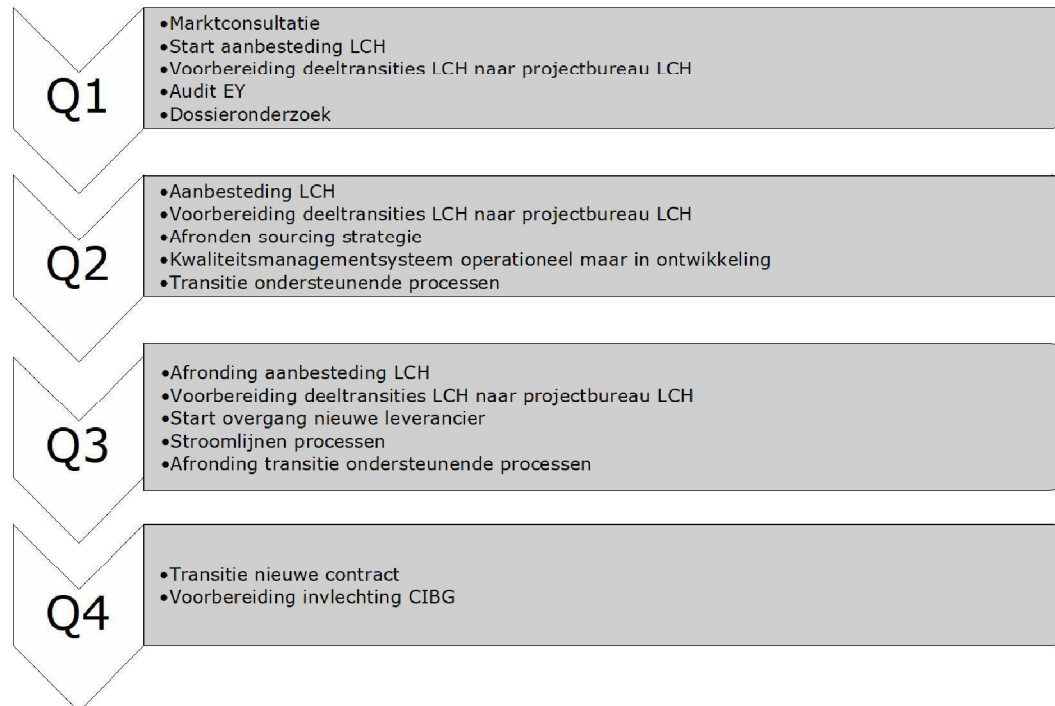 Q1
•Marktconsultatie
•Start aanbesteding LCH
•Voorbereiding deeltransities LCH naar projectbureau LCH
•Audit EY
•Dossieronderzoek
Q2
•Aanbesteding LCH
•Voorbereiding deeltransities LCH naar projectbureau LCH
•Afronden sourcing strategie
•Kwaliteitsmanagementsysteem operationeel maar in ontwikkeling
•Transitie ondersteunende processen
Q3
•Afronding aanbesteding LCH
•Voorbereiding deeltransities LCH naar projectbureau LCH
•Start overgang nieuwe leverancier
•Stroomlijnen processen
•Afronding transitie ondersteunende processen
Q4
•Transitie nieuwe contract
•Voorbereiding invlechting CIBG